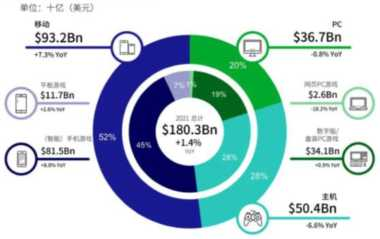 单位：十亿（美元）
移动
$93.2Bn
+7.3% YoY
PC
$36.7Bn
-0.8% YoY
20%
平板游戏
$11.7Bn
+2.6% YoY
网页PC游戏
$2.6Bn
-18.2% YoY
7%
1%
19%
52%
45%
2021 总计
$180.3Bn
+1.4%
YoY
28%
28%
（智能）手机游戏
$81.5Bn
+8.0% YoY
数字版/
盒装PC游戏
$34.1Bn
+0.9% YoY
主机
$50.4Bn
-6.6% YoY